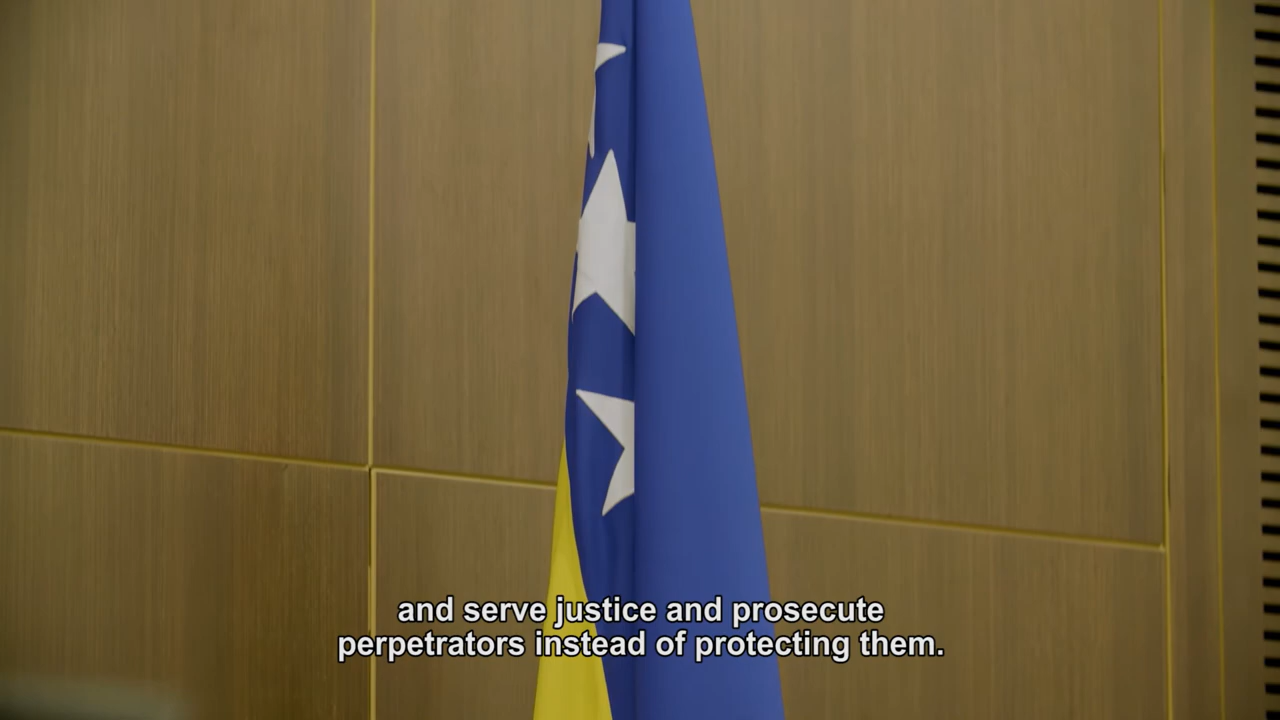 and serve justice and prosecute
perpetrators instead of protecting them.